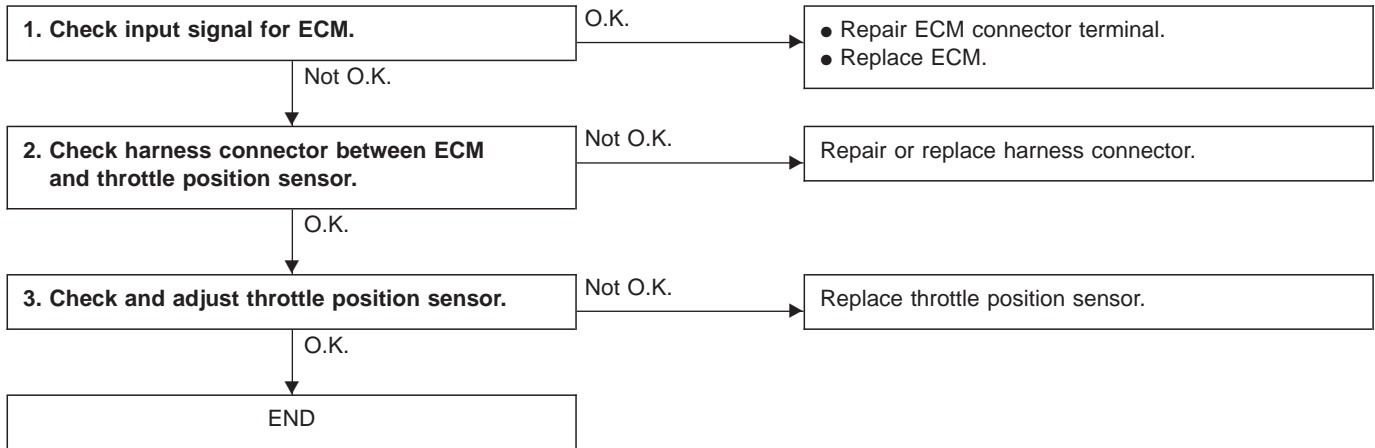 1. Check input signal for ECM.
O.K.
● Repair ECM connector terminal.
● Replace ECM.
Not O.K.
2. Check harness connector between ECM
and throttle position sensor.
Not O.K.
Repair or replace harness connector.
O.K.
3. Check and adjust throttle position sensor.
Not O.K.
Replace throttle position sensor.
O.K.
END